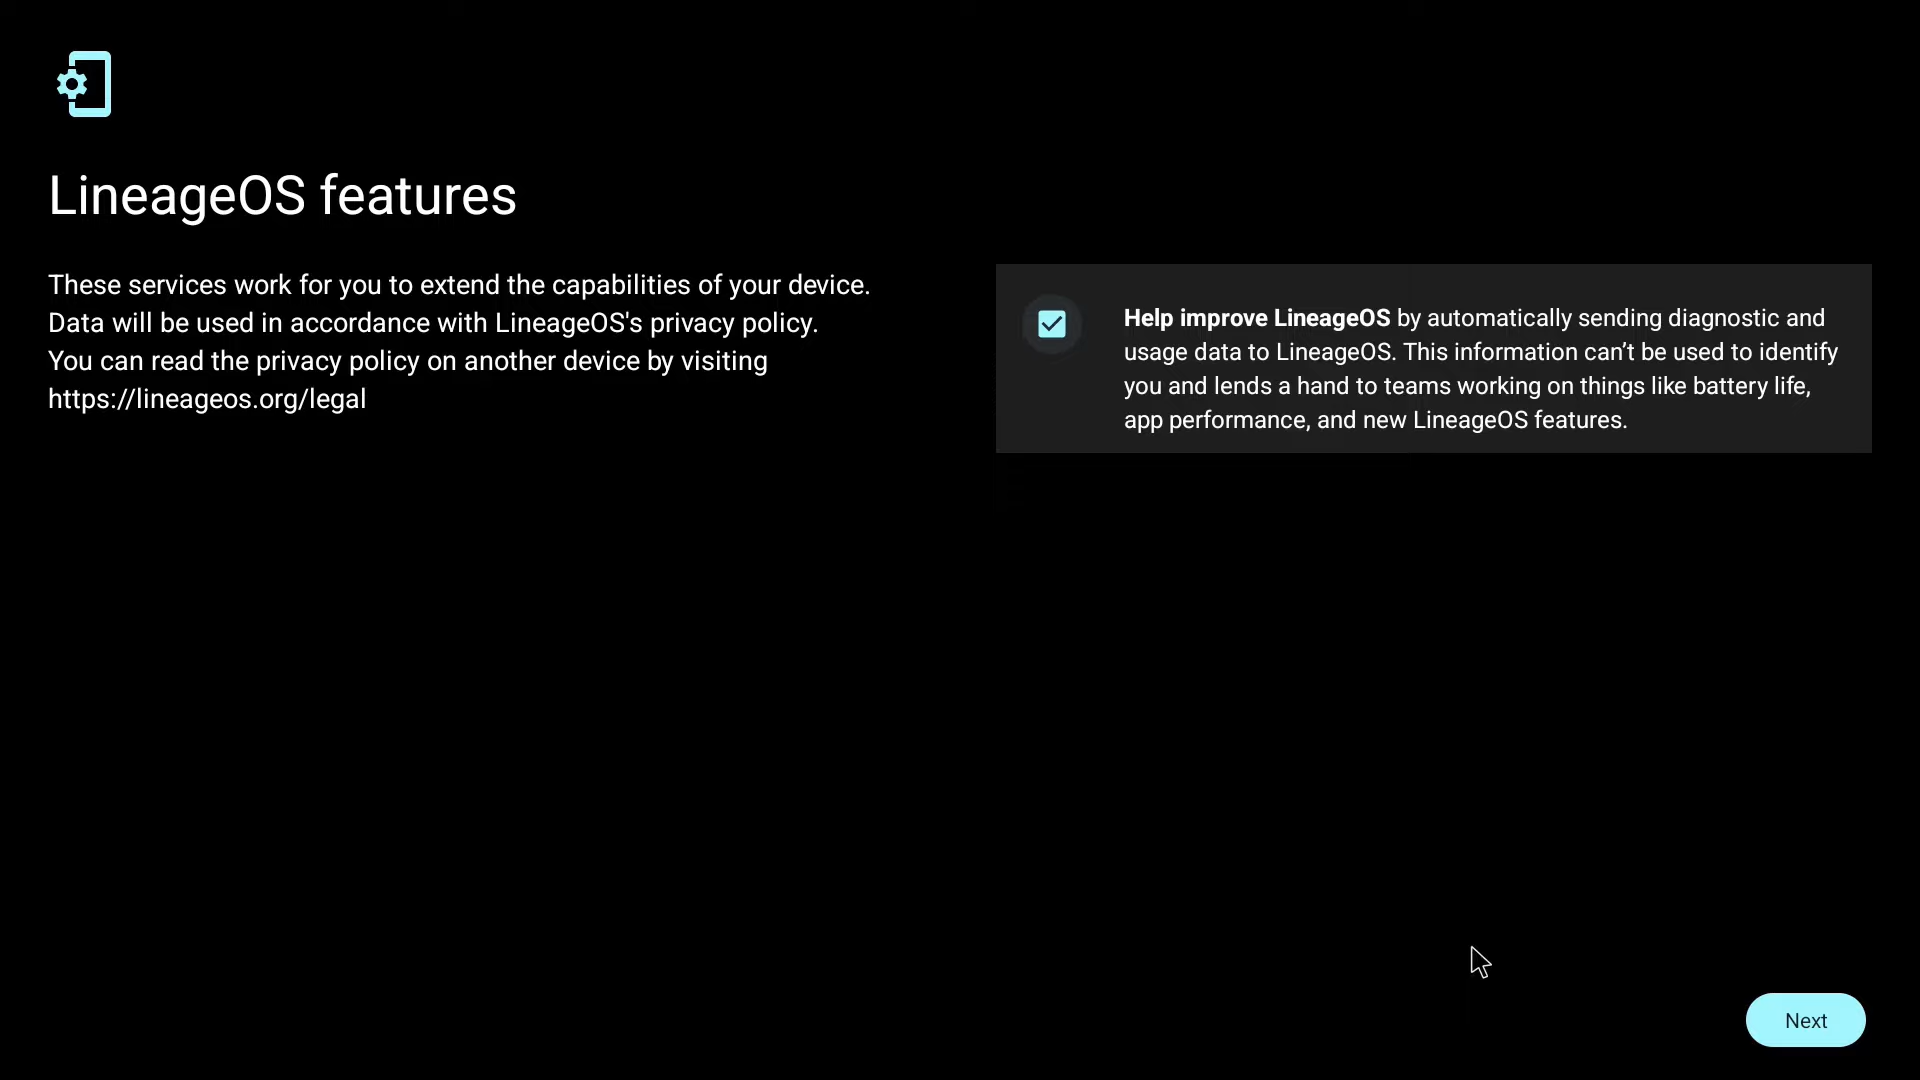 LineageOS features
These services work for you to extend the capabilities of your device.
Data will be used in accordance with LineageOS's privacy policy.
You can read the privacy policy on another device by visiting
https://lineageos.org/legal
Help improve LineageOS by automatically sending diagnostic and
usage data to LineageOS. This information can’t be used to identify
you and lends a hand to teams working on things like battery life,
app performance, and new LineageOS features.
Next